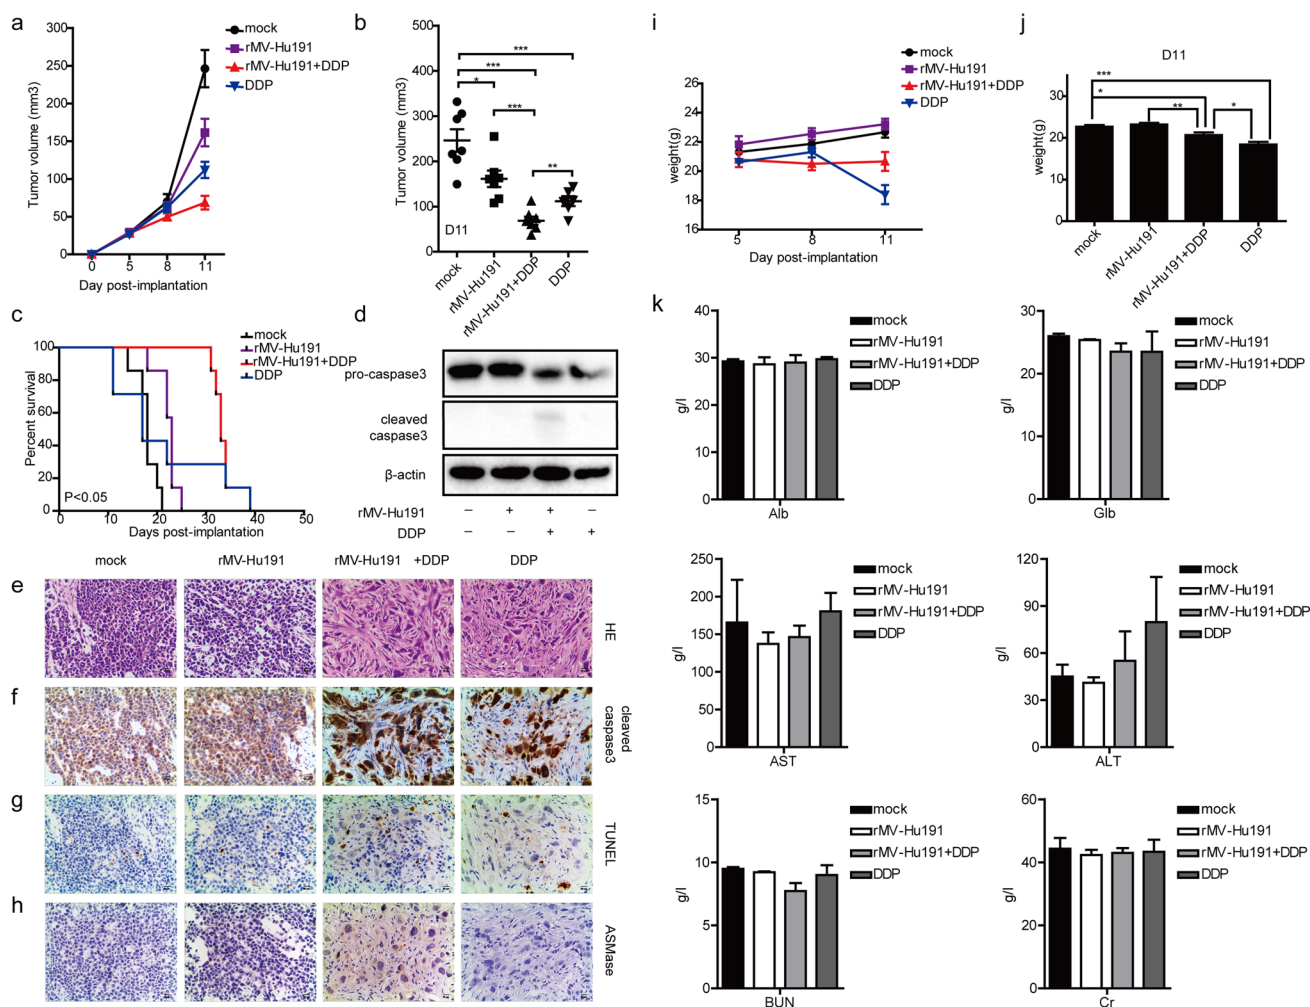 a
Tumor volume (mm3)
300
250
200
150
100
50
0
0 5 8 11
Day post-implantation
mock
rMV-Hu191
rMV-Hu191+DDP
DDP
b
Tumor volume (mm3)
500
400
300
200
100
0
***
***
*
***
**
D11
mock
rMV-Hu191
rMV-Hu191+DDP
DDP
c
Percent survival
100
80
60
40
20
0
P<0.05
0 10 20 30 40 50
Days post-implantation
mock
rMV-Hu191
rMV-Hu191+DDP
DDP
d
pro-caspase3
cleaved
caspase3
β-actin
rMV-Hu191 – + + –
DDP – – + +
mock rMV-Hu191 rMV-Hu191 +DDP DDP
e
HE
f
cleaved
caspase3
g
TUNEL
h
ASMase
i
weight(g)
26
24
22
20
18
16
5 8 11
Day post-implantation
mock
rMV-Hu191
rMV-Hu191+DDP
DDP
j
D11
weight(g)
30
20
10
0
***
*
**
*
mock
rMV-Hu191
rMV-Hu191+DDP
DDP
k
g/l
40
30
20
10
0
Alb
mock
rMV-Hu191
rMV-Hu191+DDP
DDP
g/l
30
25
20
15
10
5
0
Glb
mock
rMV-Hu191
rMV-Hu191+DDP
DDP
g/l
250
200
150
100
50
0
AST
mock
rMV-Hu191
rMV-Hu191+DDP
DDP
g/l
120
90
60
30
0
ALT
mock
rMV-Hu191
rMV-Hu191+DDP
DDP
g/l
15
10
5
0
BUN
mock
rMV-Hu191
rMV-Hu191+DDP
DDP
g/l
60
40
20
0
Cr
mock
rMV-Hu191
rMV-Hu191+DDP
DDP